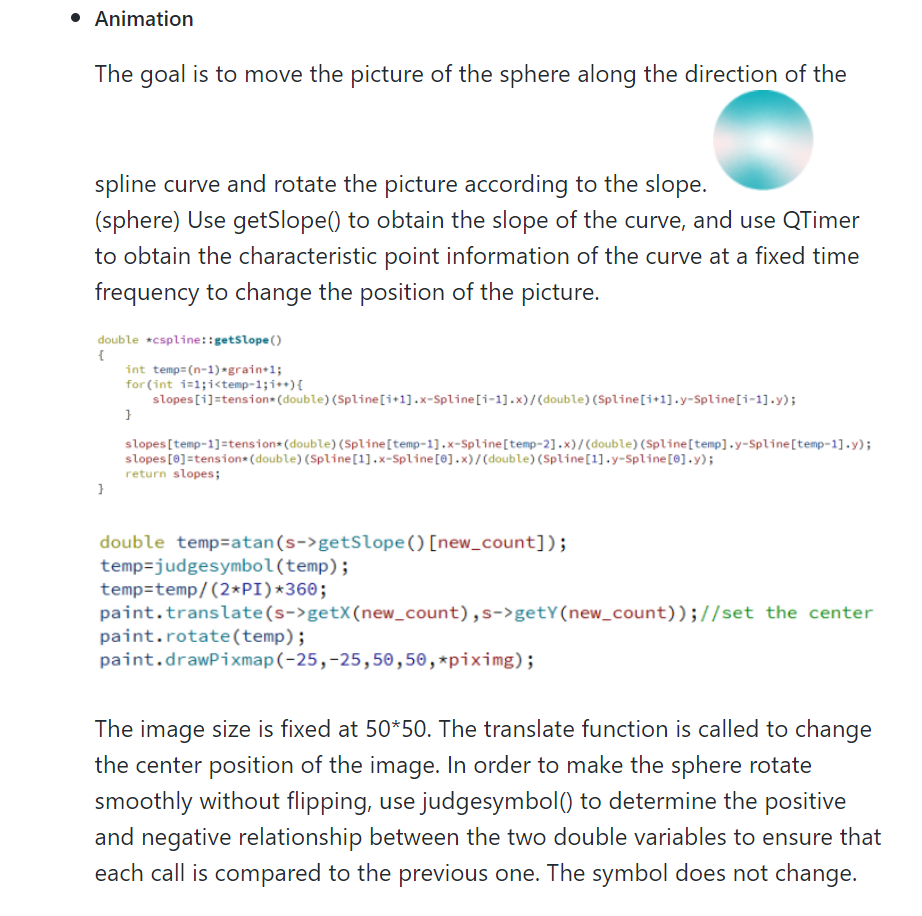 Animation
The goal is to move the picture of the sphere along the direction of the
spline curve and rotate the picture according to the slope.
(sphere) Use getSlope() to obtain the slope of the curve, and use QTimer
to obtain the characteristic point information of the curve at a fixed time
frequency to change the position of the picture.
double *cspline::getSlope()
{
int temp=(n-1)*grain+1;
for(int i=1;i<temp-1;i++){
slopes[i]=tension*(double)(Spline[i+1].x-Spline[i-1].x)/(double)(Spline[i+1].y-Spline[i-1].y);
}
slopes[temp-1]=tension*(double)(Spline[temp-1].x-Spline[temp-2].x)/(double)(Spline[temp].y-Spline[temp-1].y);
slopes[0]=tension*(double)(Spline[1].x-Spline[0].x)/(double)(Spline[1].y-Spline[0].y);
return slopes;
}
double temp=atan(s->getSlope()[new_count]);
temp=judgesymbol(temp);
temp=temp/(2*PI)*360;
paint.translate(s->getX(new_count),s->getY(new_count));//set the center
paint.rotate(temp);
paint.drawPixmap(-25,-25,50,50,*piximg);
The image size is fixed at 50*50. The translate function is called to change
the center position of the image. In order to make the sphere rotate
smoothly without flipping, use judgesymbol() to determine the positive
and negative relationship between the two double variables to ensure that
each call is compared to the previous one. The symbol does not change.